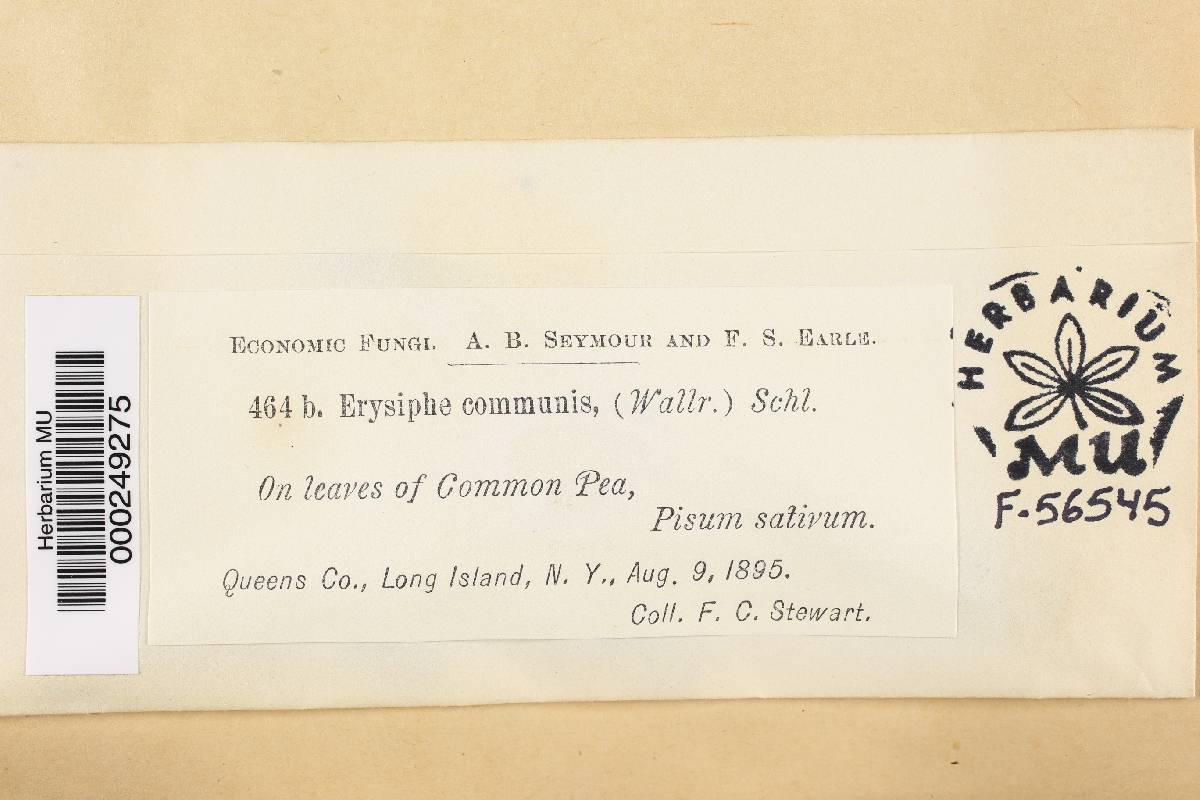 Economic Fungi. A. B. Seymour and F. S. Earle.
464 b. Erysiphe communis, (Wallr.) Schl.
On leaves of Common Pea,
Pisum sativum.
Queens Co., Long Island, N. Y., Aug. 9, 1895.
Coll. F. C. Stewart.
Herbarium MU
000249275
HERBARIUM
MU
F-56545